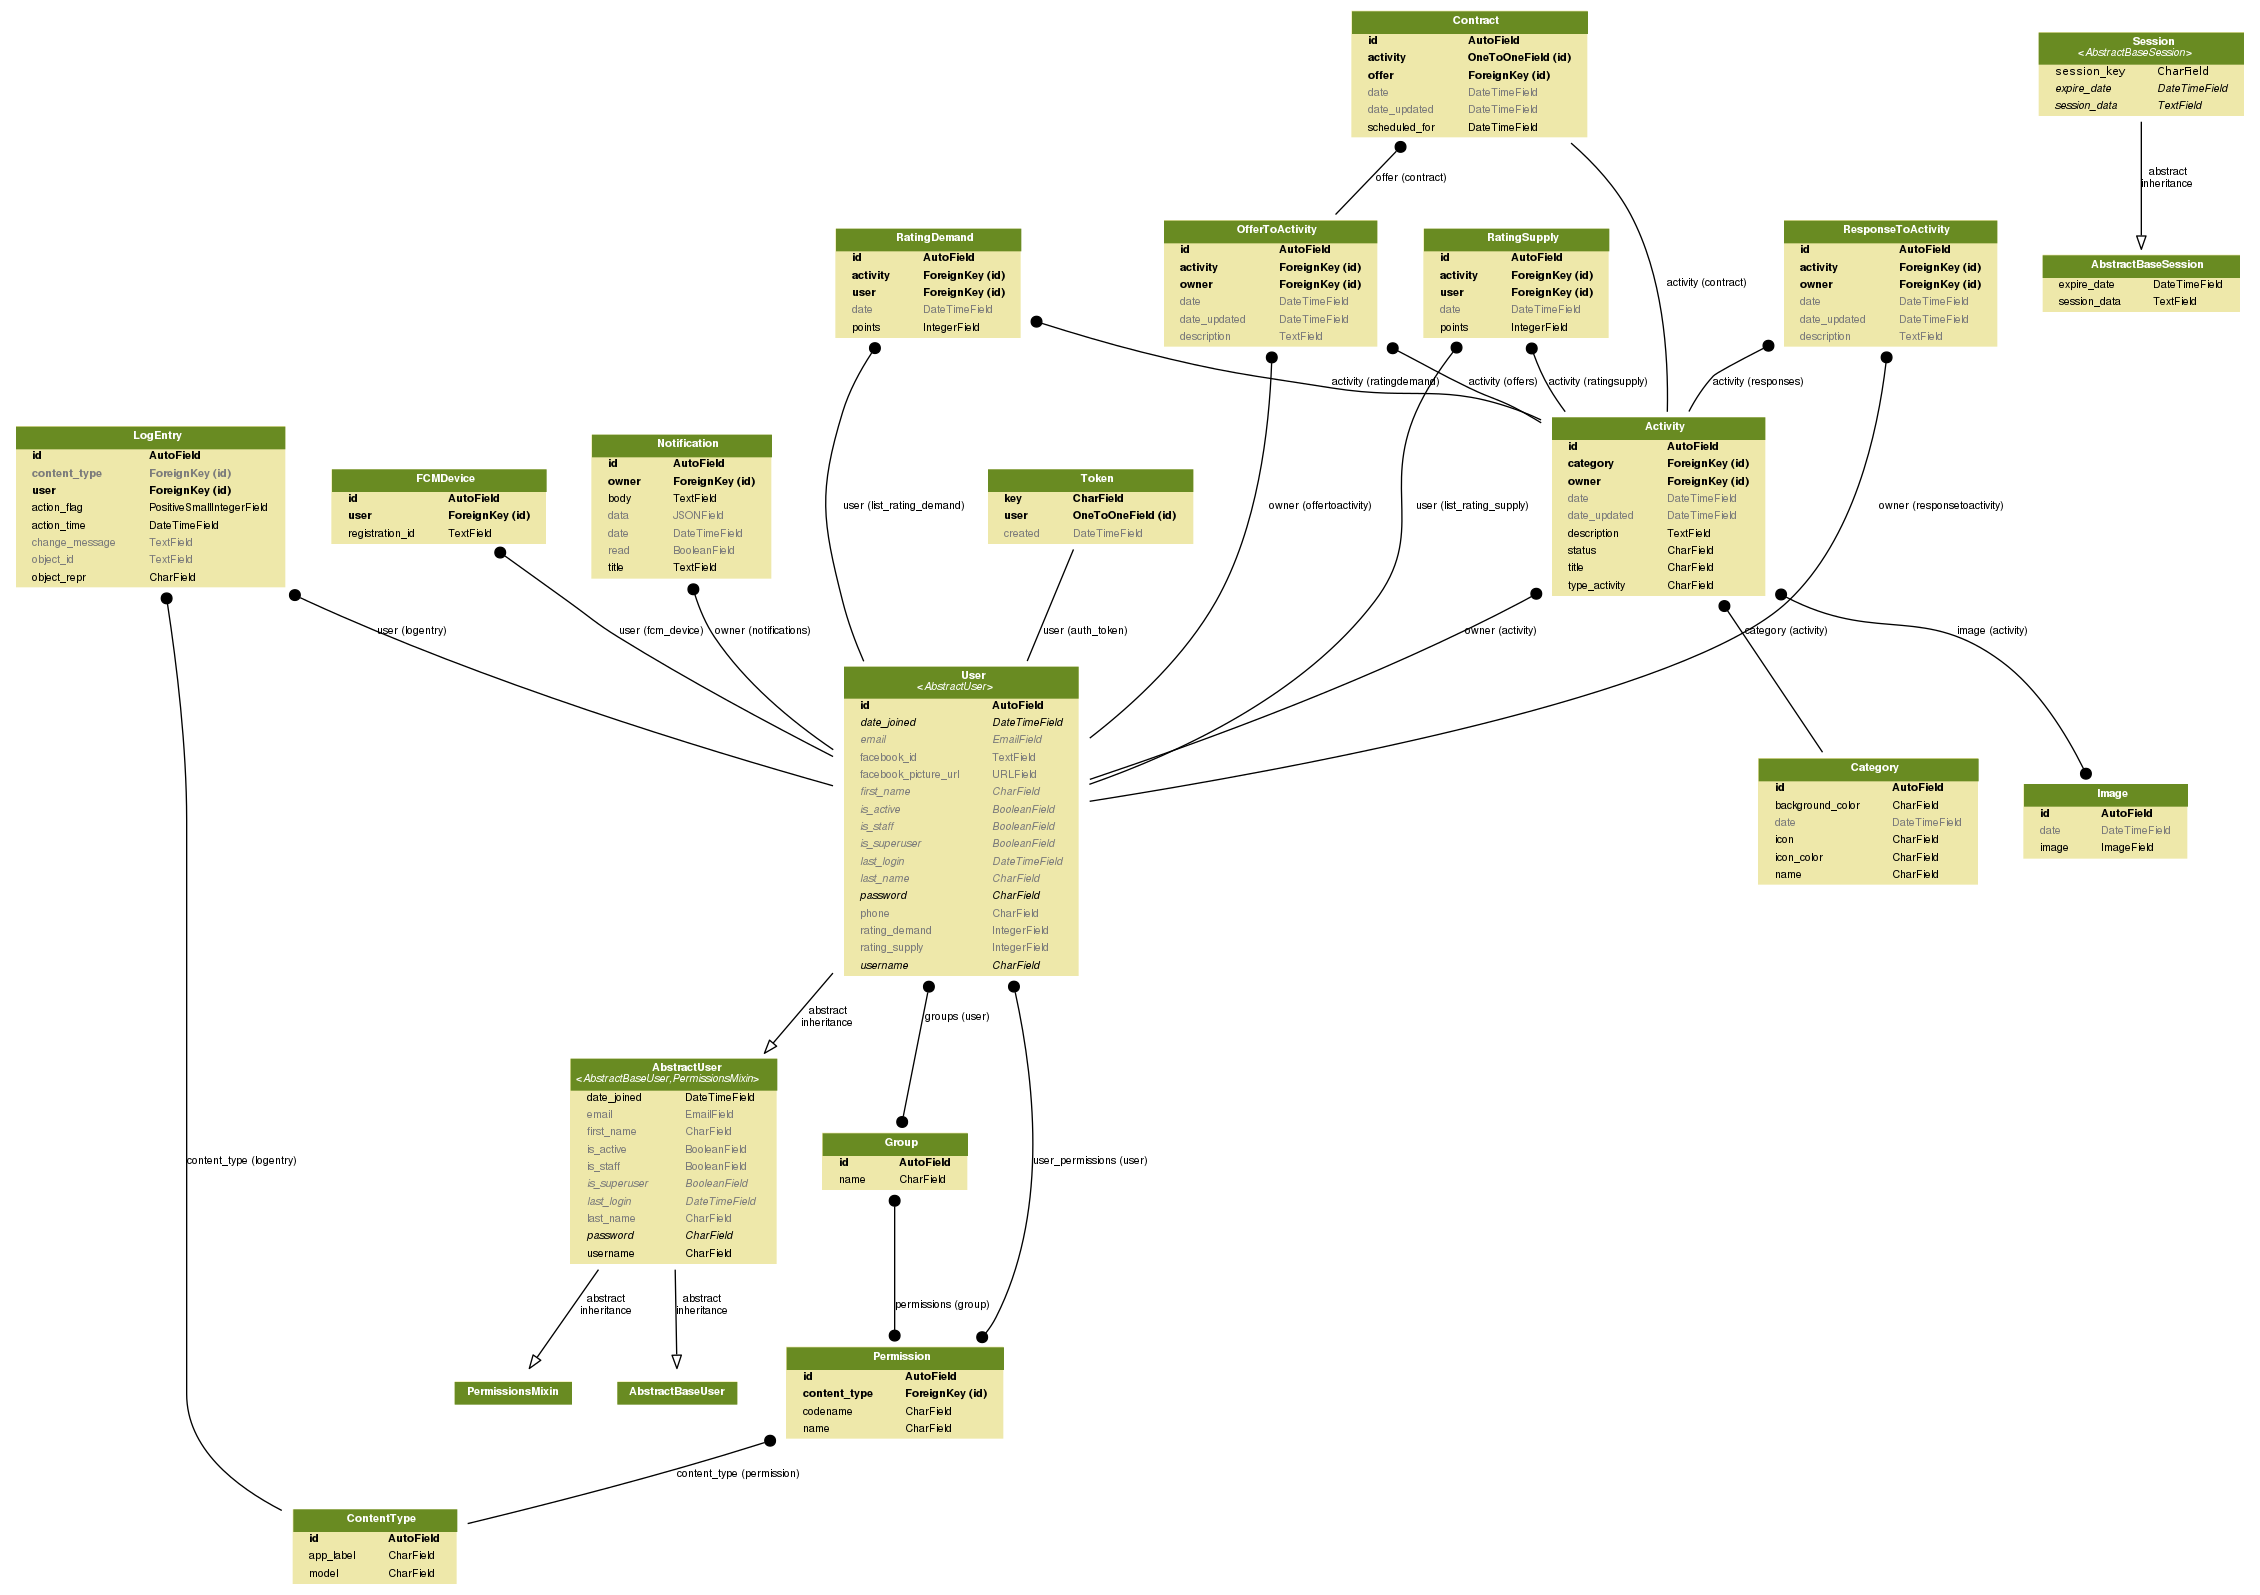 Contract
id AutoField
activity OneToOneField (id)
offer ForeignKey (id)
date DateTimeField
date_updated DateTimeField
scheduled_for DateTimeField
Session
<AbstractBaseSession>
session_key CharField
expire_date DateTimeField
session_data TextField
offer (contract)
abstract
inheritance
RatingDemand
id AutoField
activity ForeignKey (id)
user ForeignKey (id)
date DateTimeField
points IntegerField
OfferToActivity
id AutoField
activity ForeignKey (id)
owner ForeignKey (id)
date DateTimeField
date_updated DateTimeField
description TextField
RatingSupply
id AutoField
activity ForeignKey (id)
user ForeignKey (id)
date DateTimeField
points IntegerField
activity (contract)
ResponseToActivity
id AutoField
activity ForeignKey (id)
owner ForeignKey (id)
date DateTimeField
date_updated DateTimeField
description TextField
AbstractBaseSession
expire_date DateTimeField
session_data TextField
activity (ratingdemand)
activity (offers)
activity (ratingsupply)
activity (responses)
LogEntry
id AutoField
content_type ForeignKey (id)
user ForeignKey (id)
action_flag PositiveSmallIntegerField
action_time DateTimeField
change_message TextField
object_id TextField
object_repr CharField
FCMDevice
id AutoField
user ForeignKey (id)
registration_id TextField
Notification
id AutoField
owner ForeignKey (id)
body TextField
data JSONField
date DateTimeField
read BooleanField
title TextField
user (list_rating_demand)
Token
key CharField
user OneToOneField (id)
created DateTimeField
owner (offertoactivity)
user (list_rating_supply)
Activity
id AutoField
category ForeignKey (id)
owner ForeignKey (id)
date DateTimeField
date_updated DateTimeField
description TextField
status CharField
title CharField
type_activity CharField
owner (responsetoactivity)
user (logentry)
user (fcm_device)
owner (notifications)
user (auth_token)
owner (activity)
category (activity)
image (activity)
User
<AbstractUser>
id AutoField
date_joined DateTimeField
email EmailField
facebook_id TextField
facebook_picture_url URLField
first_name CharField
is_active BooleanField
is_staff BooleanField
is_superuser BooleanField
last_login DateTimeField
last_name CharField
password CharField
phone CharField
rating_demand IntegerField
rating_supply IntegerField
username CharField
Category
id AutoField
background_color CharField
date DateTimeField
icon CharField
icon_color CharField
name CharField
Image
id AutoField
date DateTimeField
image ImageField
abstract
inheritance
groups (user)
AbstractUser
<AbstractBaseUser,PermissionsMixin>
date_joined DateTimeField
email EmailField
first_name CharField
is_active BooleanField
is_staff BooleanField
is_superuser BooleanField
last_login DateTimeField
last_name CharField
password CharField
username CharField
Group
id AutoField
name CharField
content_type (logentry)
user_permissions (user)
abstract
inheritance
abstract
inheritance
permissions (group)
PermissionsMixin
AbstractBaseUser
Permission
id AutoField
content_type ForeignKey (id)
codename CharField
name CharField
content_type (permission)
ContentType
id AutoField
app_label CharField
model CharField